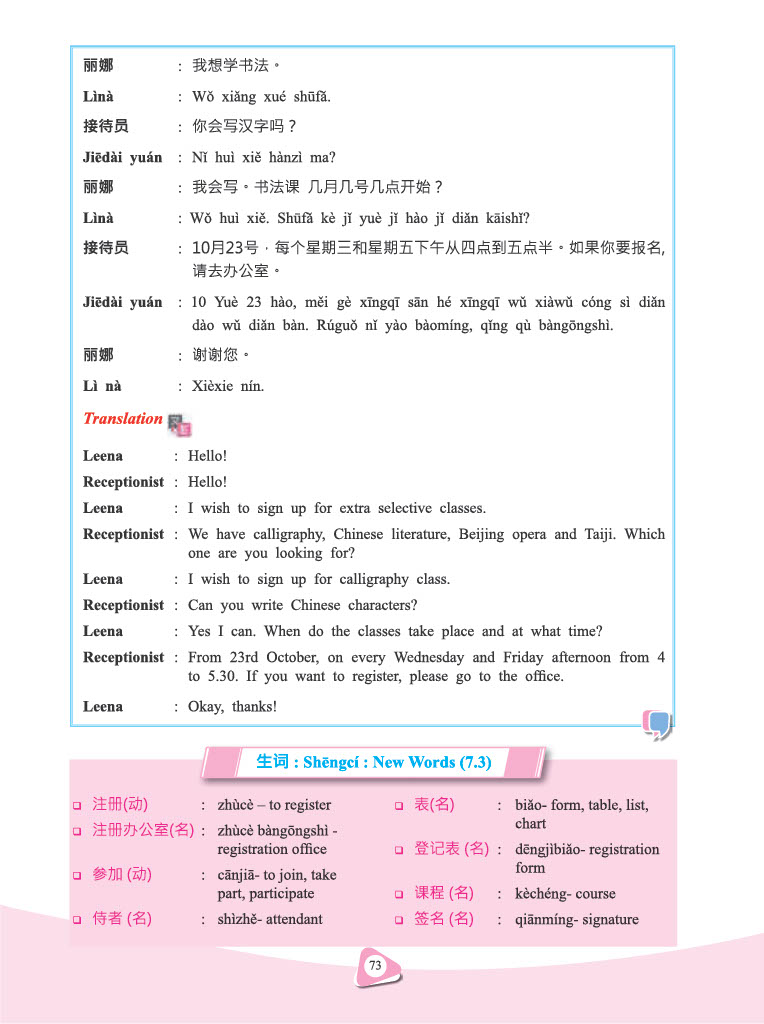 丽娜 : 我想学书法。
Lìnà : Wǒ xiǎng xué shūfǎ.
接待员 : 你会写汉字吗？
Jiēdài yuán : Nǐ huì xiě hànzì ma?
丽娜 : 我会写。书法课 几月几号几点开始？
Lìnà : Wǒ huì xiě. Shūfǎ kè jǐ yuè jǐ hào jǐ diǎn kāishǐ?
接待员 : 10月23号，每个星期三和星期五下午从四点到五点半。如果你要报名,
请去办公室。
Jiēdài yuán : 10 Yuè 23 hào, měi gè xīngqī sān hé xīngqī wǔ xiàwǔ cóng sì diǎn
dào wǔ diǎn bàn. Rúguǒ nǐ yào bàomíng, qǐng qù bàngōngshì.
丽娜 : 谢谢您。
Lì nà : Xièxie nín.
Translation
Leena : Hello!
Receptionist : Hello!
Leena : I wish to sign up for extra selective classes.
Receptionist : We have calligraphy, Chinese literature, Beijing opera and Taiji. Which
one are you looking for?
Leena : I wish to sign up for calligraphy class.
Receptionist : Can you write Chinese characters?
Leena : Yes I can. When do the classes take place and at what time?
Receptionist : From 23rd October, on every Wednesday and Friday afternoon from 4
to 5.30. If you want to register, please go to the office.
Leena : Okay, thanks!
生词 : Shēngcí : New Words (7.3)
注册(动) : zhùcè – to register
注册办公室(名) : zhùcè bàngōngshì -
registration office
参加 (动) : cānjiā- to join, take
part, participate
侍者 (名) : shìzhě- attendant
表(名) : biǎo- form, table, list,
chart
登记表 (名) : dēngjìbiǎo- registration
form
课程 (名) : kèchéng- course
签名 (名) : qiānmíng- signature
73